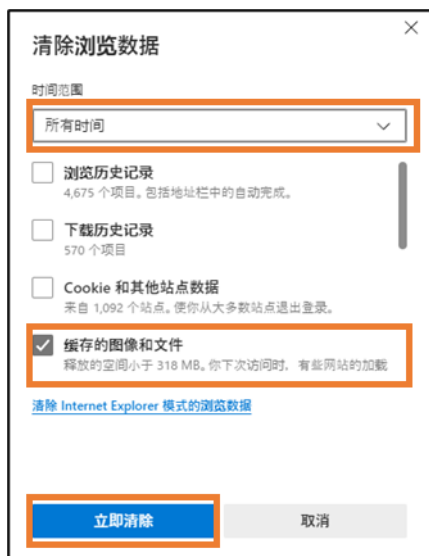 清除浏览数据
时间范围
所有时间
浏览历史记录
4,675 个项目。包括地址栏中的自动完成。
下载历史记录
570 个项目
Cookie 和其他站点数据
来自 1,092 个站点。使你从大多数站点退出登录。
缓存的图像和文件
释放的空间小于 318 MB。你下次访问时，有些网站的加载
清除 Internet Explorer 模式的浏览数据
立即清除 取消